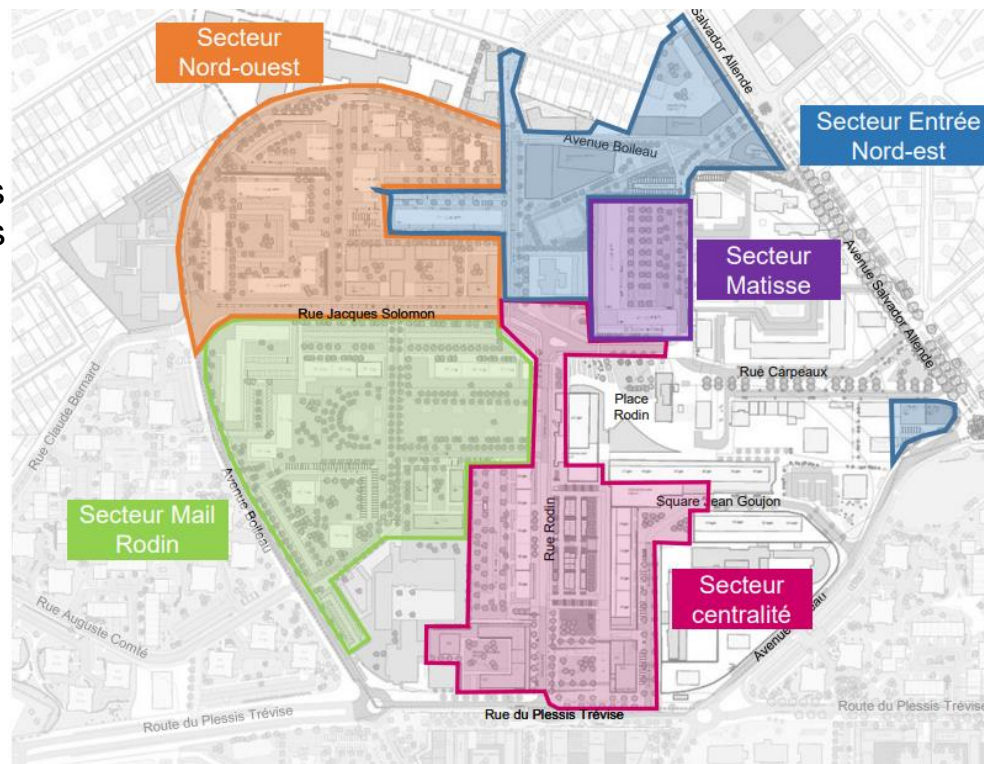 Secteur
Nord-ouest
Salvador Allende
Avenue Boileau
Secteur Entrée
Nord-est
s
s
Secteur
Matisse
Avenue Salvador Allende
Rue Jacques Solomon
Rue Carpeaux
Rue Claude Bernard
Place
Rodin
Avenue Boileau
Secteur Mail
Rodin
Rue Rodin
Square Jean Goujon
Secteur
centralité
Rue Auguste Comté
Avenue
Route du Plessis Trévise
Rue du Plessis Trévise
Route du Plessis Trévise